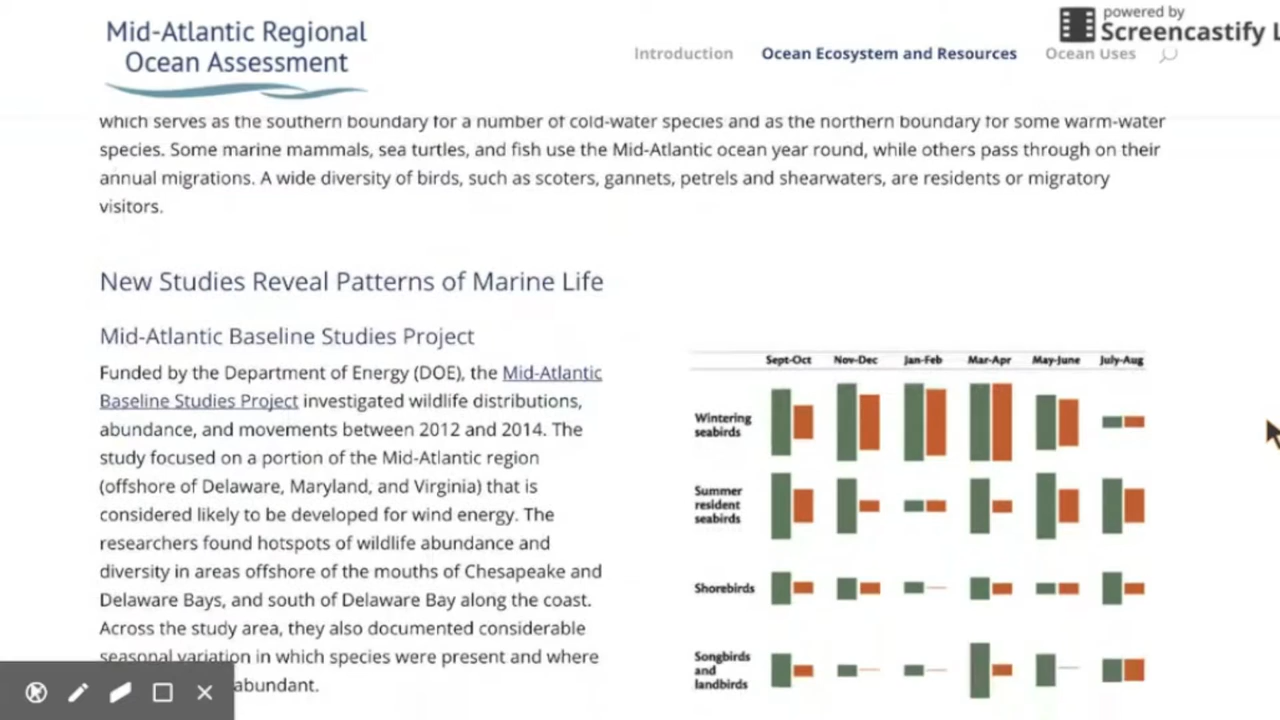 Mid-Atlantic Regional
Ocean Assessment
powered by
Screencastify L
Introduction
Ocean Ecosystem and Resources
Ocean Uses
which serves as the southern boundary for a number of cold-water species and as the northern boundary for some warm-water
species. Some marine mammals, sea turtles, and fish use the Mid-Atlantic ocean year round, while others pass through on their
annual migrations. A wide diversity of birds, such as scoters, gannets, petrels and shearwaters, are residents or migratory
visitors.
New Studies Reveal Patterns of Marine Life
Mid-Atlantic Baseline Studies Project
Funded by the Department of Energy (DOE), the Mid-Atlantic
Baseline Studies Project investigated wildlife distributions,
abundance, and movements between 2012 and 2014. The
study focused on a portion of the Mid-Atlantic region
(offshore of Delaware, Maryland, and Virginia) that is
considered likely to be developed for wind energy. The
researchers found hotspots of wildlife abundance and
diversity in areas offshore of the mouths of Chesapeake and
Delaware Bays, and south of Delaware Bay along the coast.
Across the study area, they also documented considerable
seasonal variation in which species were present and where
abundant.
Sept-Oct Nov-Dec Jan-Feb Mar-Apr May-June July-Aug
Wintering
seabirds
Summer
resident
seabirds
Shorebirds
Songbirds
and
landbirds